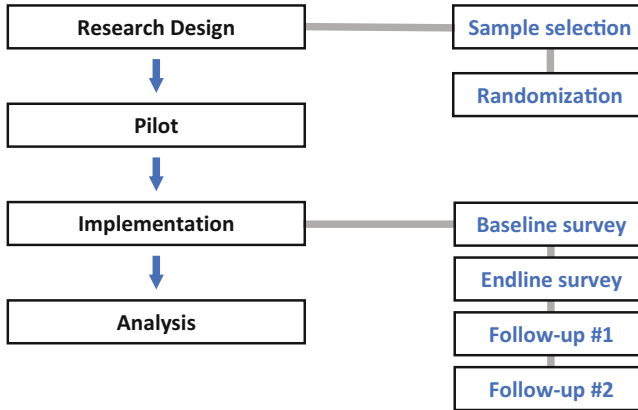 Research Design
Sample selection
Randomization
Pilot
Implementation
Baseline survey
Endline survey
Analysis
Follow-up #1
Follow-up #2